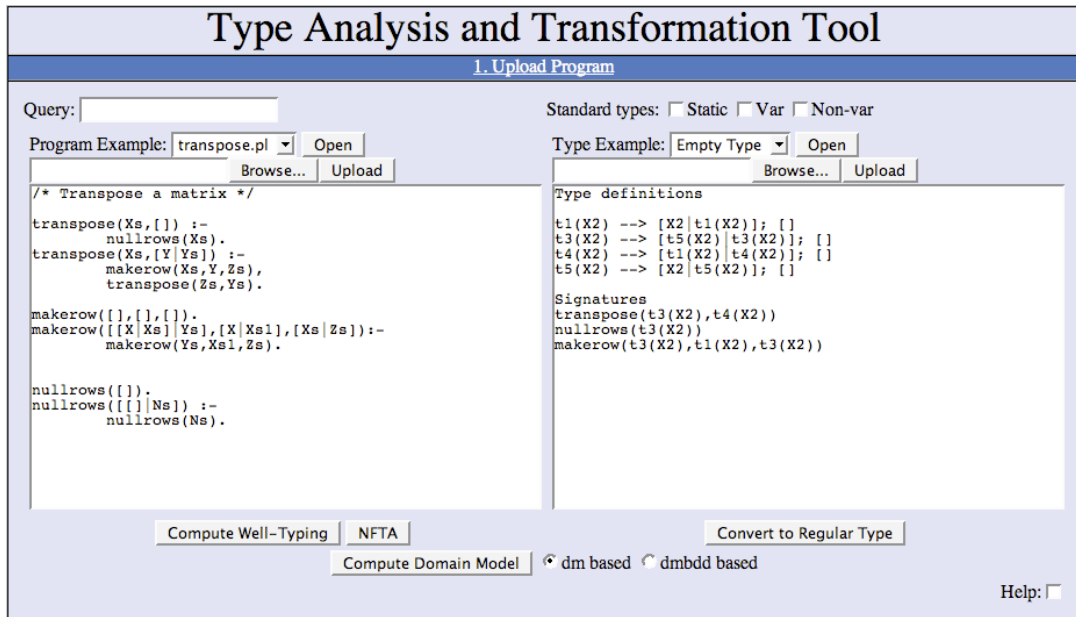 Type Analysis and Transformation Tool
1. Upload Program
Query:
Standard types: Static Var Non-var
Program Example: transpose.pl Open
Browse... Upload
/* Transpose a matrix */
transpose(Xs,[]) :-
nullrows(Xs).
transpose(Xs,[Y|Ys]) :-
makerow(Xs,Y,Zs),
transpose(Zs,Ys).
makerow([],[],[]).
makerow([[X|Xs]|Ys],[X|Xs1],[Xs|Zs]):-
makerow(Ys,Xs1,Zs).
nullrows([]).
nullrows([[]|Ns]) :-
nullrows(Ns).
Type Example: Empty Type Open
Browse... Upload
Type definitions
t1(X2) --> [X2|t1(X2)]; []
t3(X2) --> [t5(X2)|t3(X2)]; []
t4(X2) --> [t1(X2)|t4(X2)]; []
t5(X2) --> [X2|t5(X2)]; []
Signatures
transpose(t3(X2),t4(X2))
nullrows(t3(X2))
makerow(t3(X2),t1(X2),t3(X2))
Compute Well-Typing NFTA
Convert to Regular Type
Compute Domain Model dm based dmbdd based
Help: